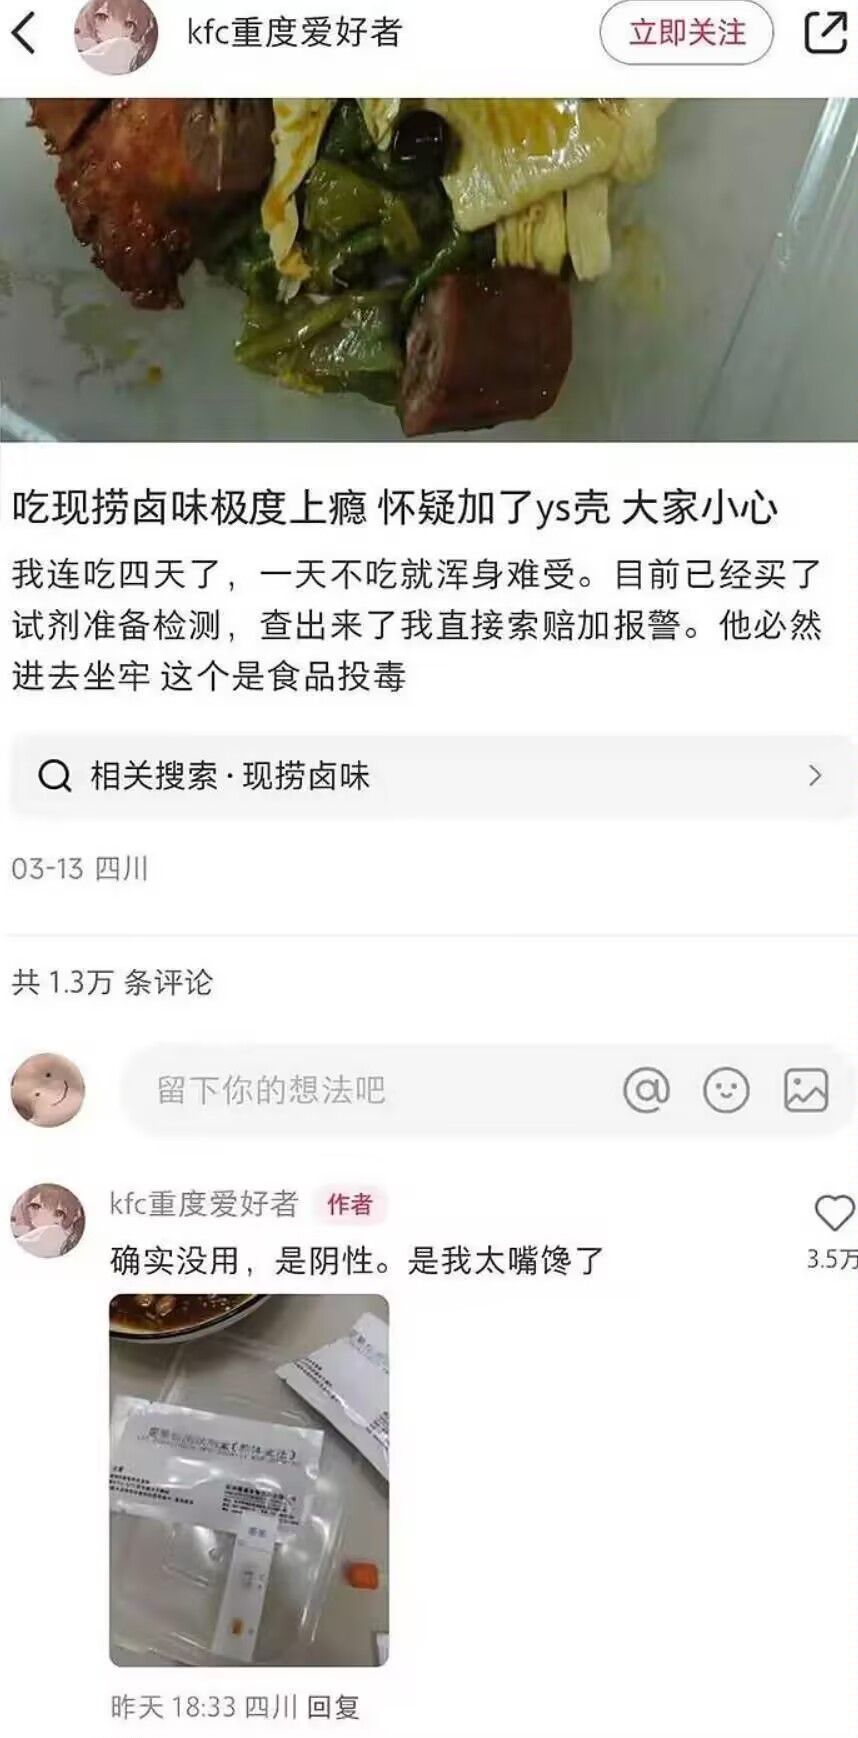 kfc重度爱好者
立即关注
吃现捞卤味极度上瘾 怀疑加了ys壳 大家小心
我连吃四天了，一天不吃就浑身难受。目前已经买了
试剂准备检测，查出来了我直接索赔加报警。他必然
进去坐牢 这个是食品投毒
相关搜索·现捞卤味
03-13 四川
共 1.3万 条评论
留下你的想法吧
kfc重度爱好者 作者
确实没用，是阴性。是我太嘴馋了
3.5万
昨天 18:33 四川 回复